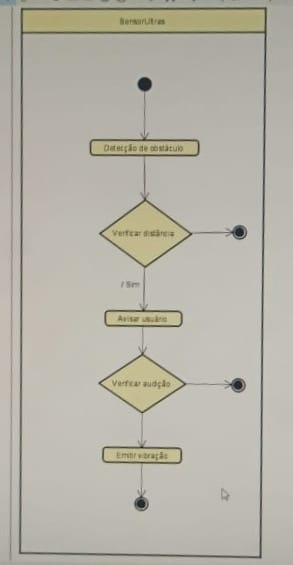 SensorUltras
Detecção de obstáculo
Verificar distância
/ Sim
Avisar usuário
Verificar audição
Emitir vibração